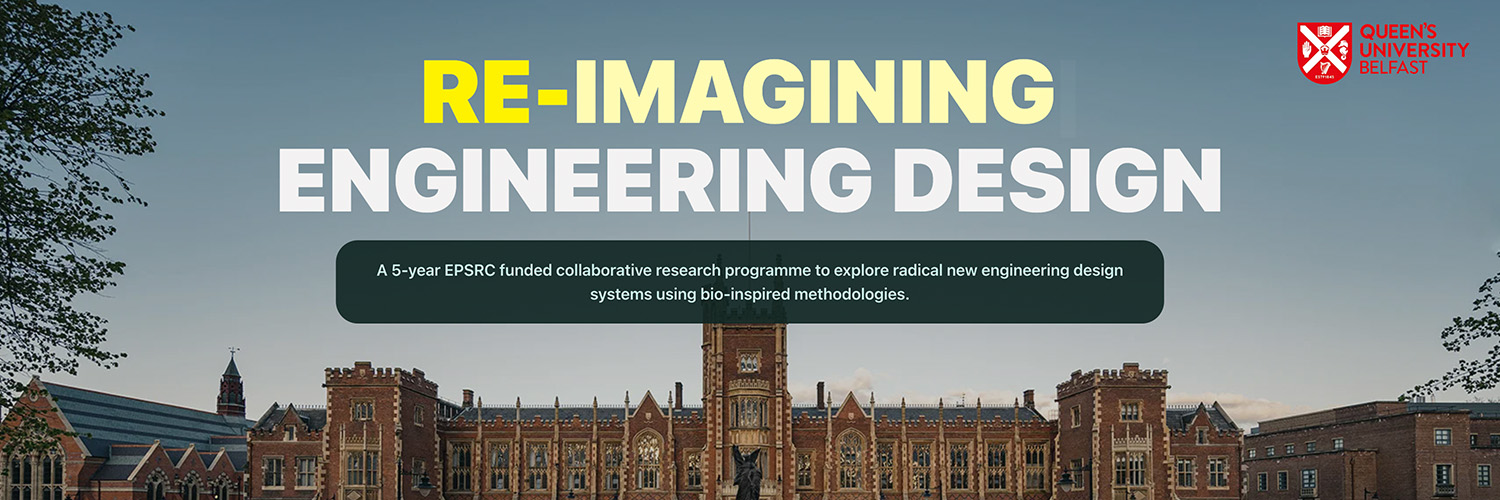 RE-IMAGINING
ENGINEERING DESIGN
A 5-year EPSRC funded collaborative research programme to explore radical new engineering design
systems using bio-inspired methodologies.
QUEEN'S
UNIVERSITY
BELFAST
ESTD 1845